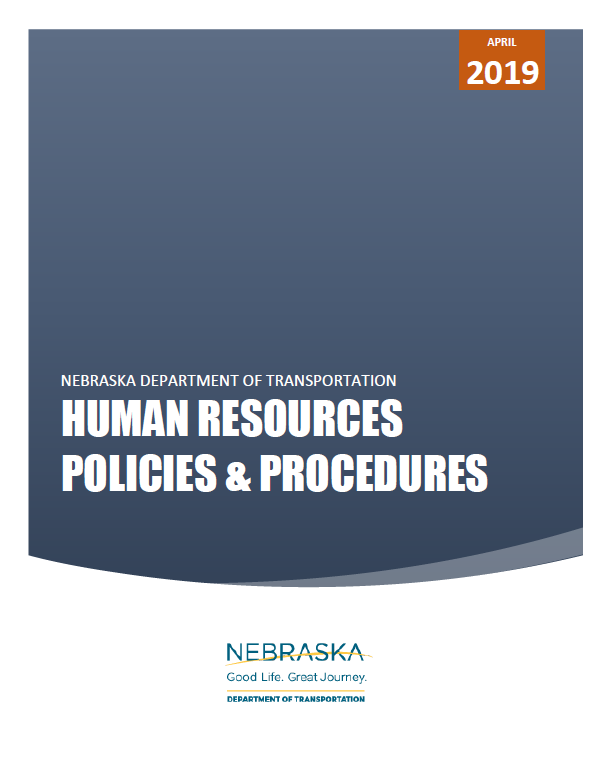 APRIL
2019
NEBRASKA DEPARTMENT OF TRANSPORTATION
HUMAN RESOURCES
POLICIES & PROCEDURES
NEBRASKA
Good Life. Great Journey.
DEPARTMENT OF TRANSPORTATION